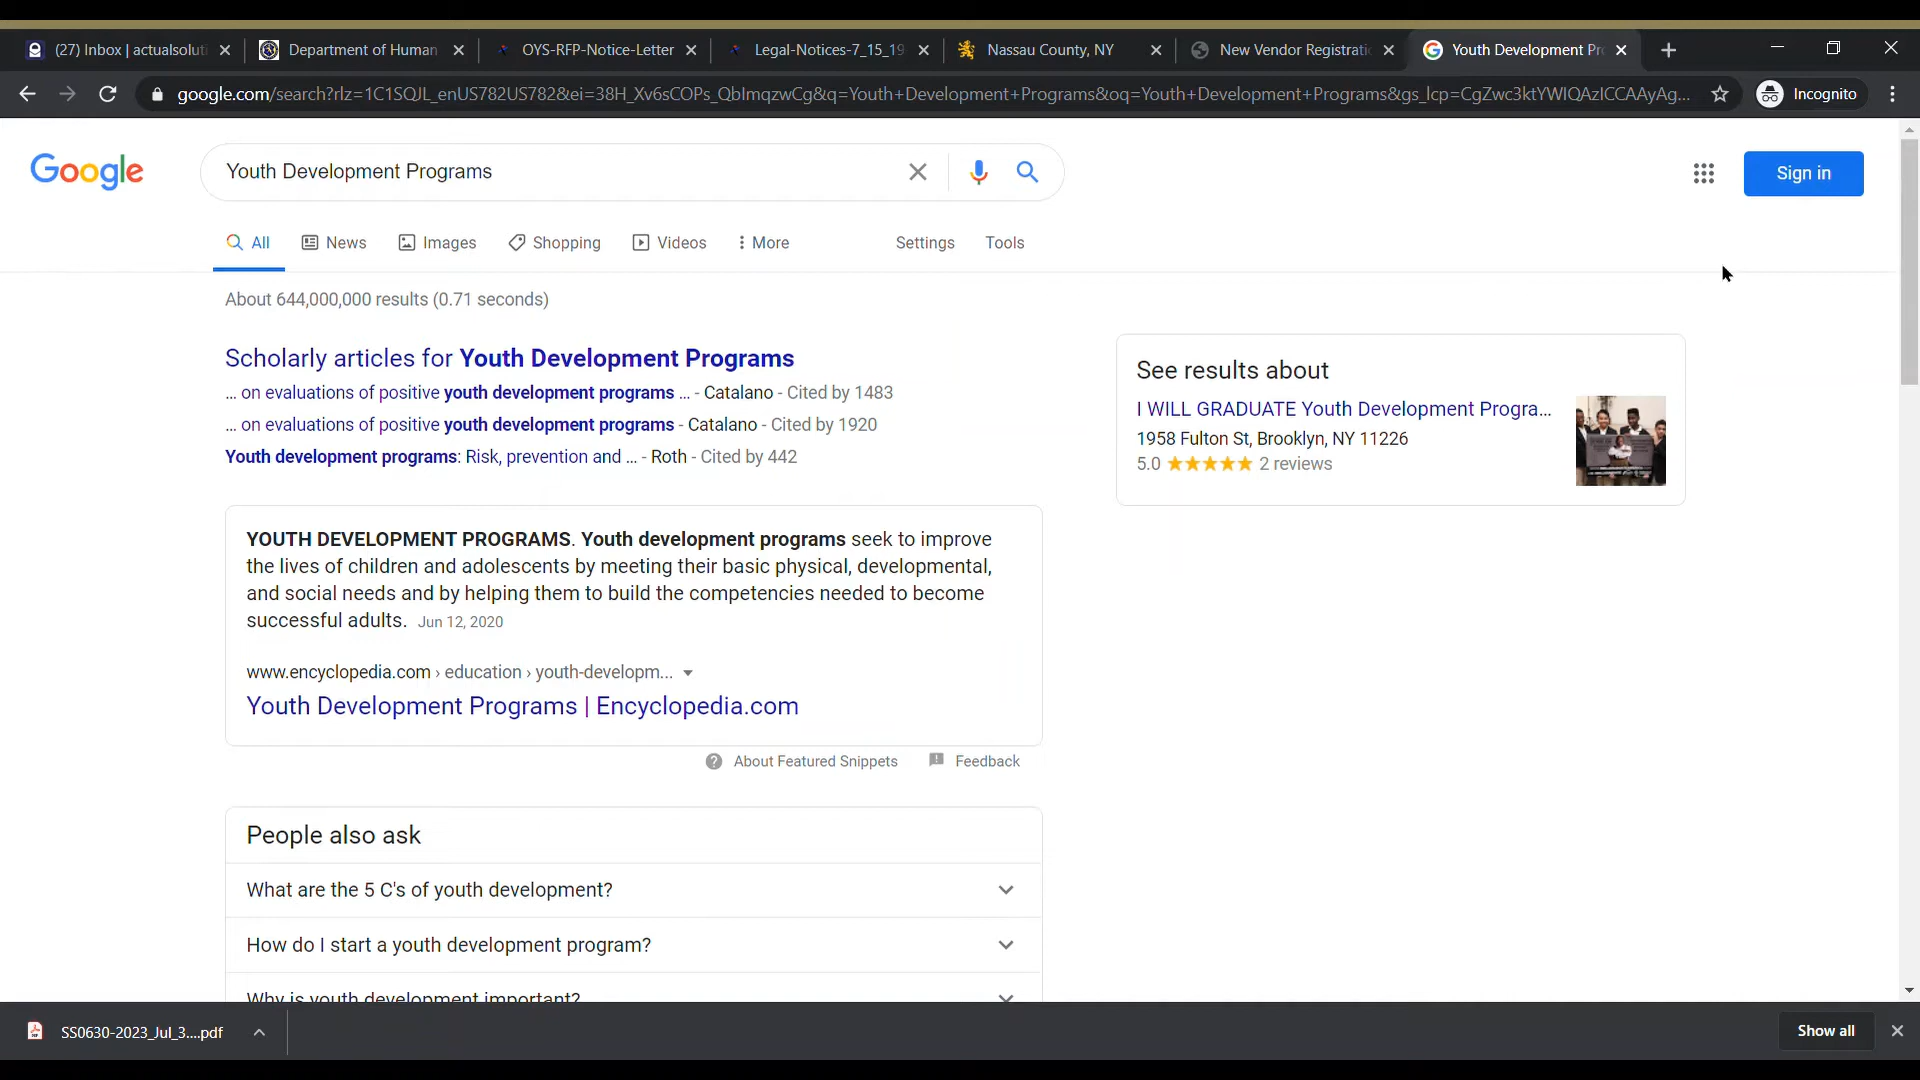 (27) Inbox | actualsoluti
Department of Human
OYS-RFP-Notice-Letter
Legal-Notices-7_15_19
Nassau County, NY
New Vendor Registratio
Youth Development Pro
google.com/search?rlz=1C1SQJL_enUS782US782&ei=38H_Xv6sCOPs_QbImqzwCg&q=Youth+Development+Programs&oq=Youth+Development+Programs&gs_lcp=CgZwc3ktYWIQAzICCAAyAg...
Incognito
Google
Youth Development Programs
Sign in
All
News
Images
Shopping
Videos
More
Settings
Tools
About 644,000,000 results (0.71 seconds)
Scholarly articles for Youth Development Programs
... on evaluations of positive youth development programs ... - Catalano - Cited by 1483
... on evaluations of positive youth development programs - Catalano - Cited by 1920
Youth development programs: Risk, prevention and ... - Roth - Cited by 442
See results about
I WILL GRADUATE Youth Development Progra...
1958 Fulton St, Brooklyn, NY 11226
5.0 ★★★★★ 2 reviews
YOUTH DEVELOPMENT PROGRAMS. Youth development programs seek to improve
the lives of children and adolescents by meeting their basic physical, developmental,
and social needs and by helping them to build the competencies needed to become
successful adults. Jun 12, 2020
www.encyclopedia.com › education › youth-developm...
Youth Development Programs | Encyclopedia.com
About Featured Snippets
Feedback
People also ask
What are the 5 C's of youth development?
How do I start a youth development program?
Why is youth development important?
SS0630-2023_Jul_3....pdf
Show all